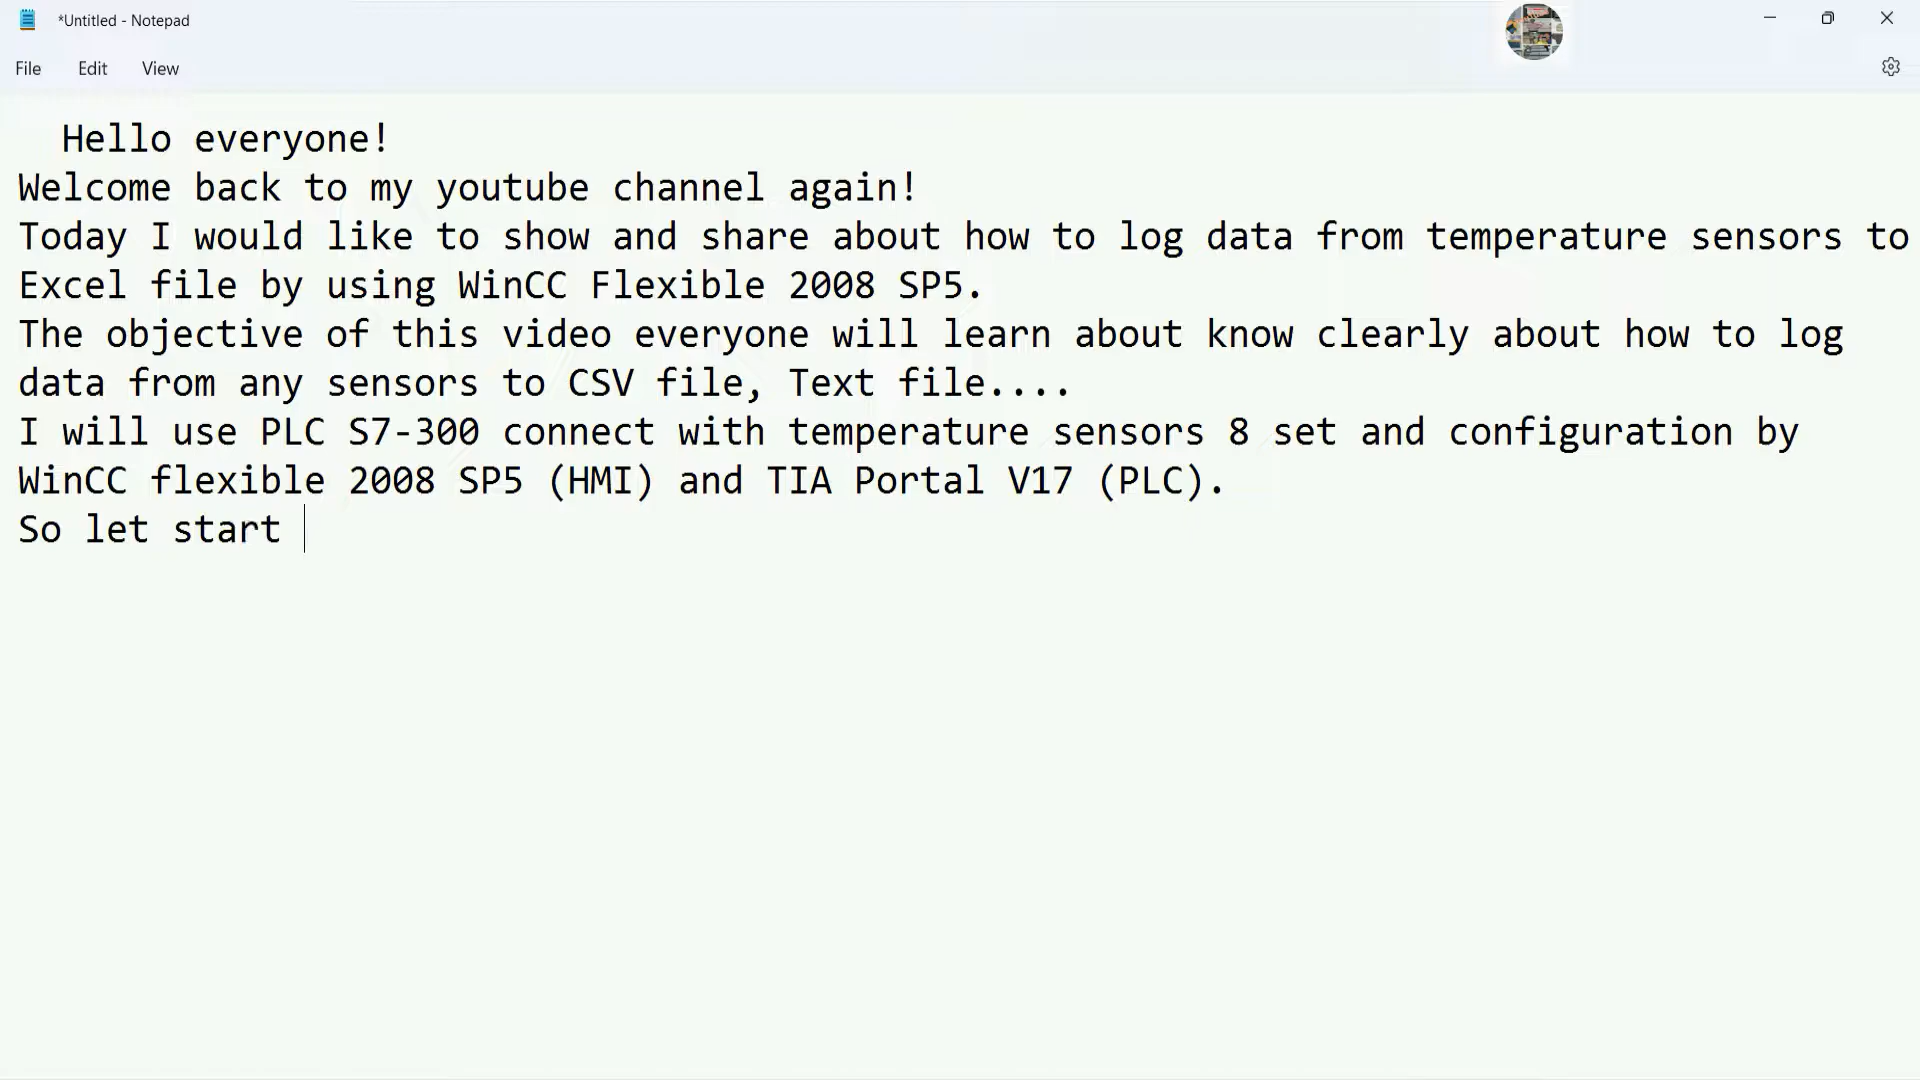 *Untitled - Notepad
File Edit View
Hello everyone!
Welcome back to my youtube channel again!
Today I would like to show and share about how to log data from temperature sensors to
Excel file by using WinCC Flexible 2008 SP5.
The objective of this video everyone will learn about know clearly about how to log
data from any sensors to CSV file, Text file....
I will use PLC S7-300 connect with temperature sensors 8 set and configuration by
WinCC flexible 2008 SP5 (HMI) and TIA Portal V17 (PLC).
So let start